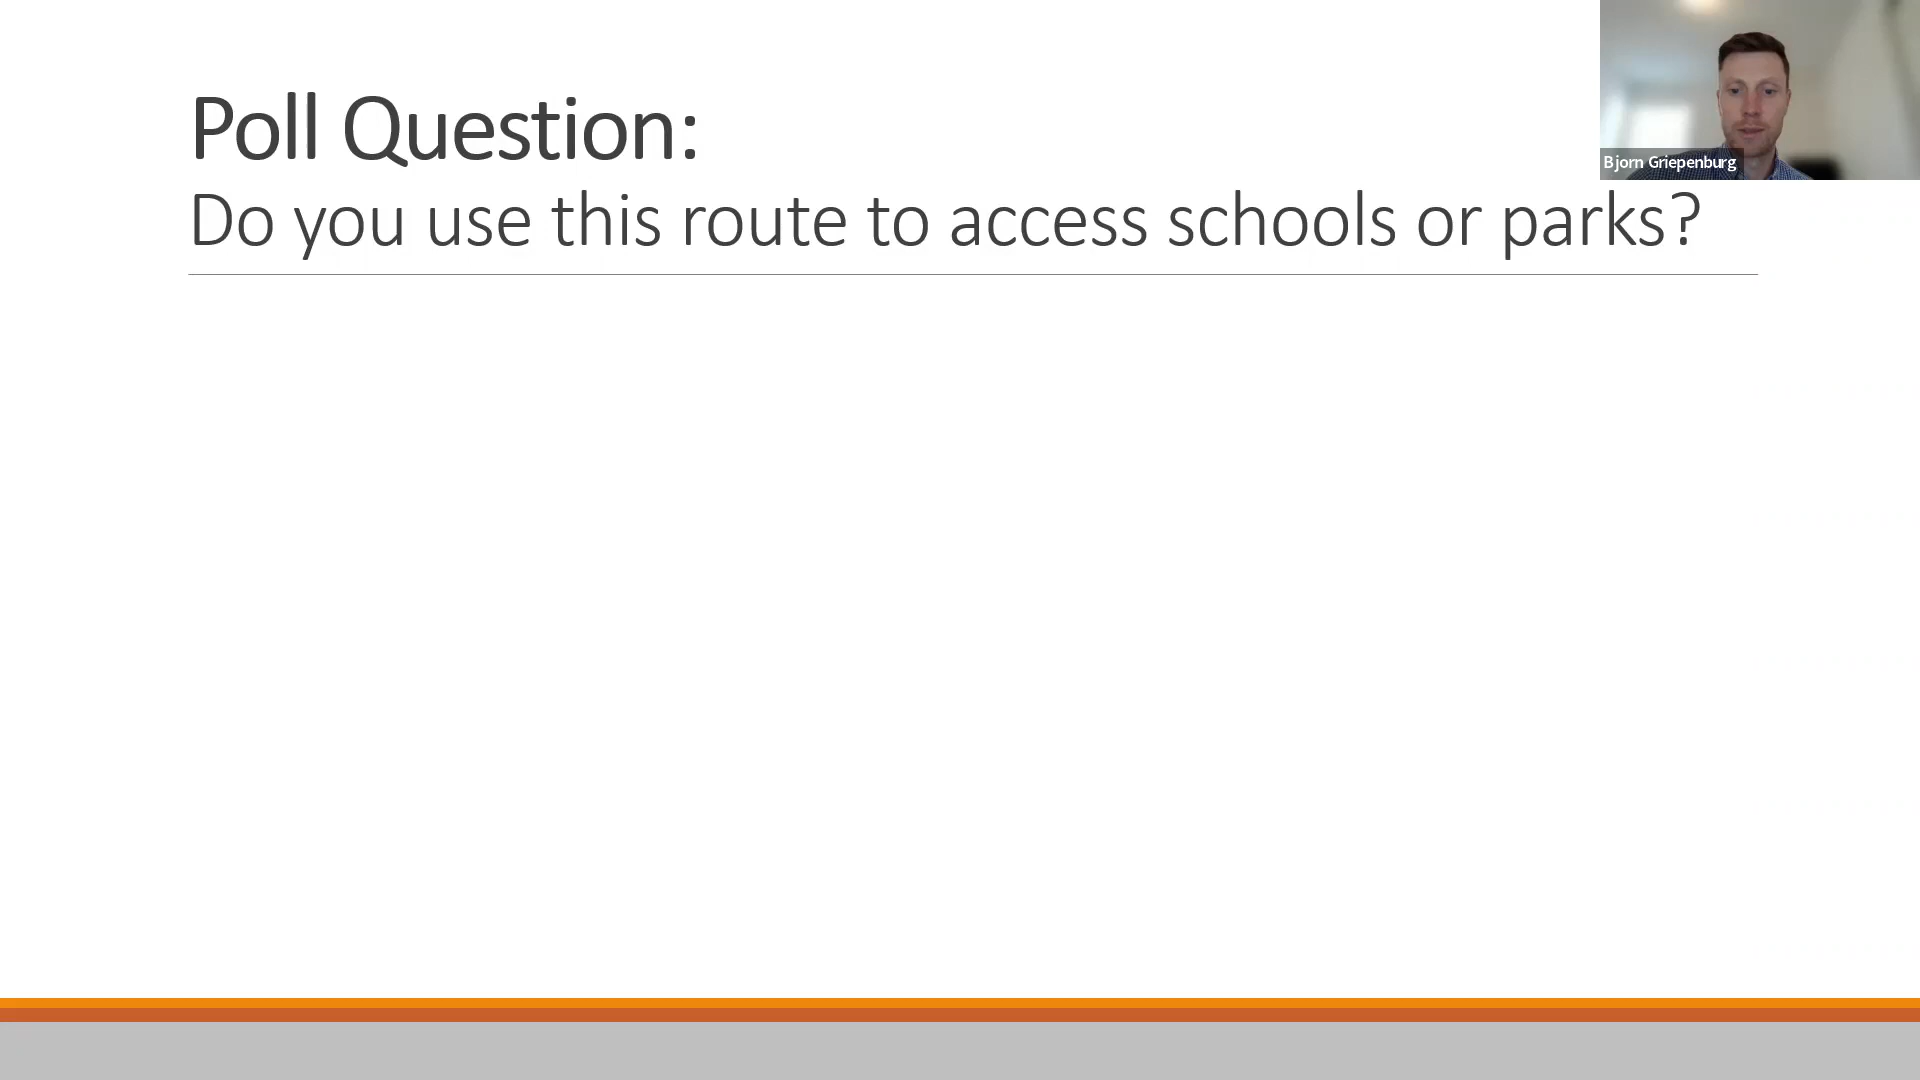 Poll Question:
Do you use this route to access schools or parks?
Bjorn Griepenburg